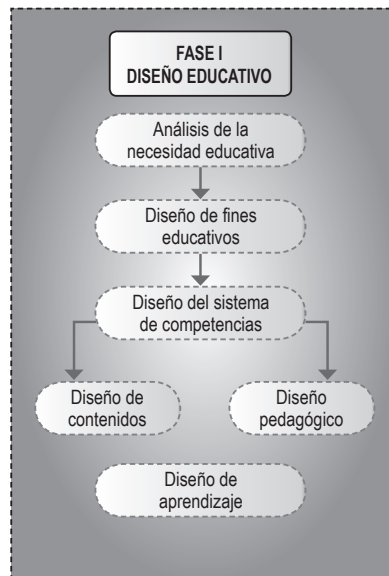 FASE I
DISEÑO EDUCATIVO
Análisis de la
necesidad educativa
Diseño de fines
educativos
Diseño del sistema
de competencias
Diseño de
contenidos
Diseño
pedagógico
Diseño de
aprendizaje